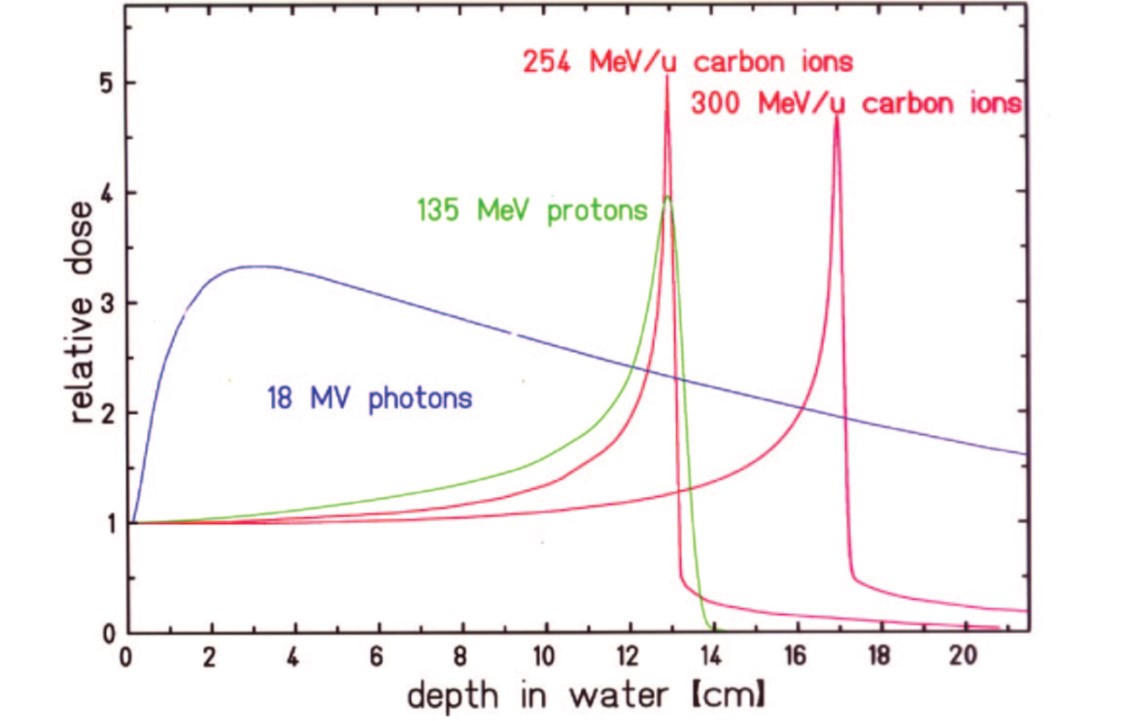 254 MeV/u carbon ions
300 MeV/u carbon ions
135 MeV protons
18 MV photons
relative dose
5
4
3
2
1
0
0 2 4 6 8 10 12 14 16 18 20
depth in water [cm]